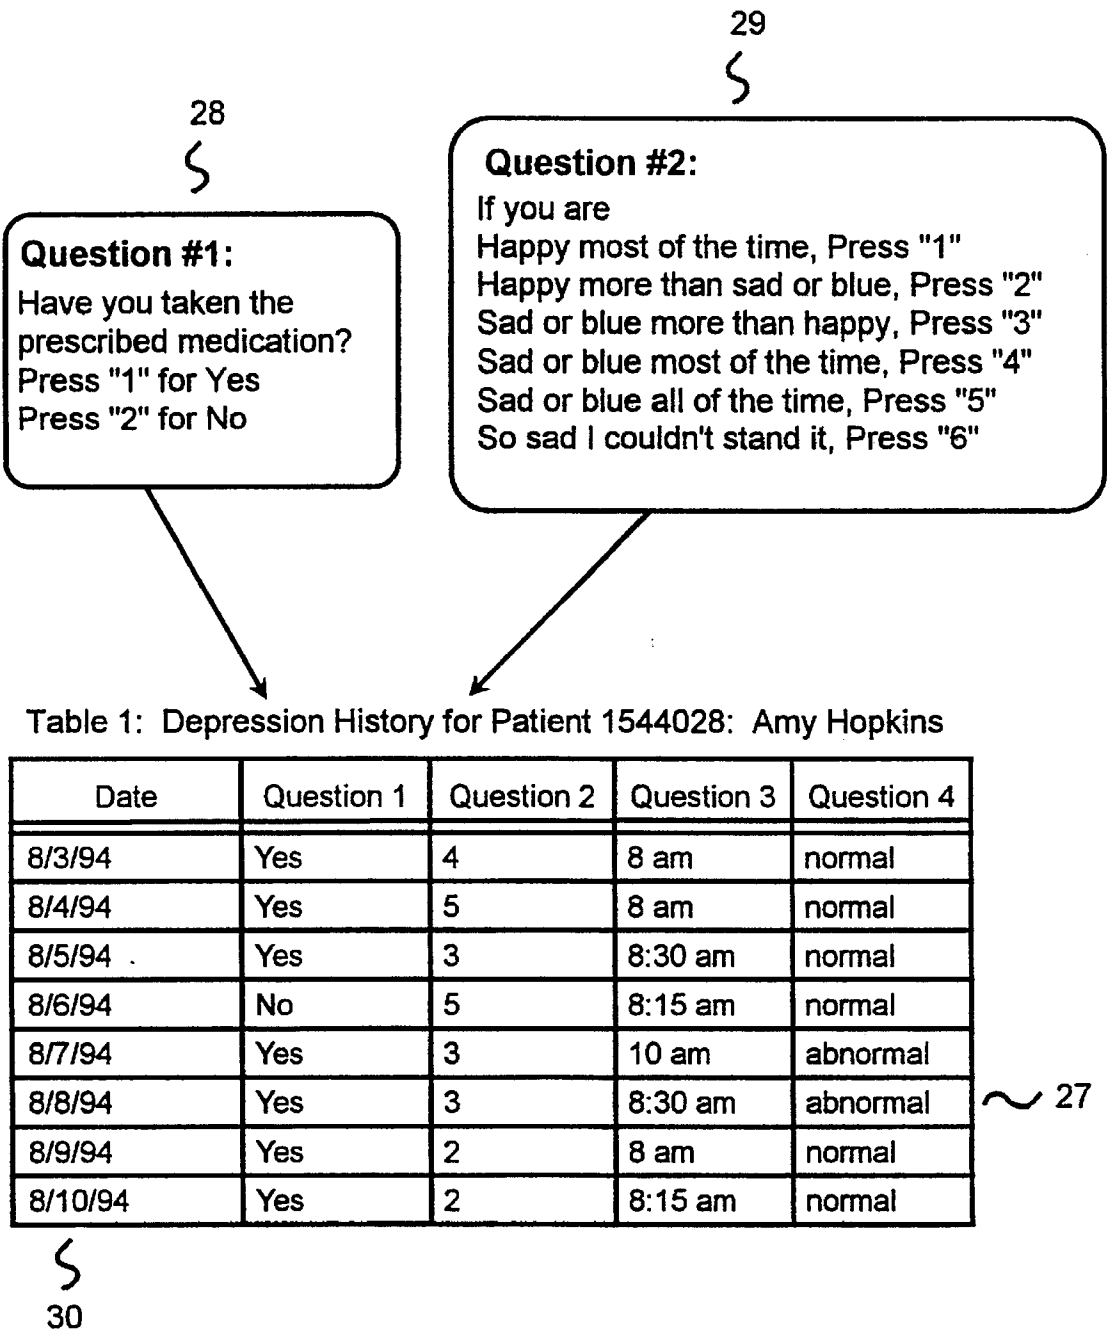 29
28
Question #1:
Have you taken the
prescribed medication?
Press "1" for Yes
Press "2" for No
Question #2:
If you are
Happy most of the time, Press "1"
Happy more than sad or blue, Press "2"
Sad or blue more than happy, Press "3"
Sad or blue most of the time, Press "4"
Sad or blue all of the time, Press "5"
So sad I couldn't stand it, Press "6"
Table 1: Depression History for Patient 1544028: Amy Hopkins
Date Question 1 Question 2 Question 3 Question 4
8/3/94 Yes 4 8 am normal
8/4/94 Yes 5 8 am normal
8/5/94 Yes 3 8:30 am normal
8/6/94 No 5 8:15 am normal
8/7/94 Yes 3 10 am abnormal
8/8/94 Yes 3 8:30 am abnormal
27
8/9/94 Yes 2 8 am normal
8/10/94 Yes 2 8:15 am normal
30